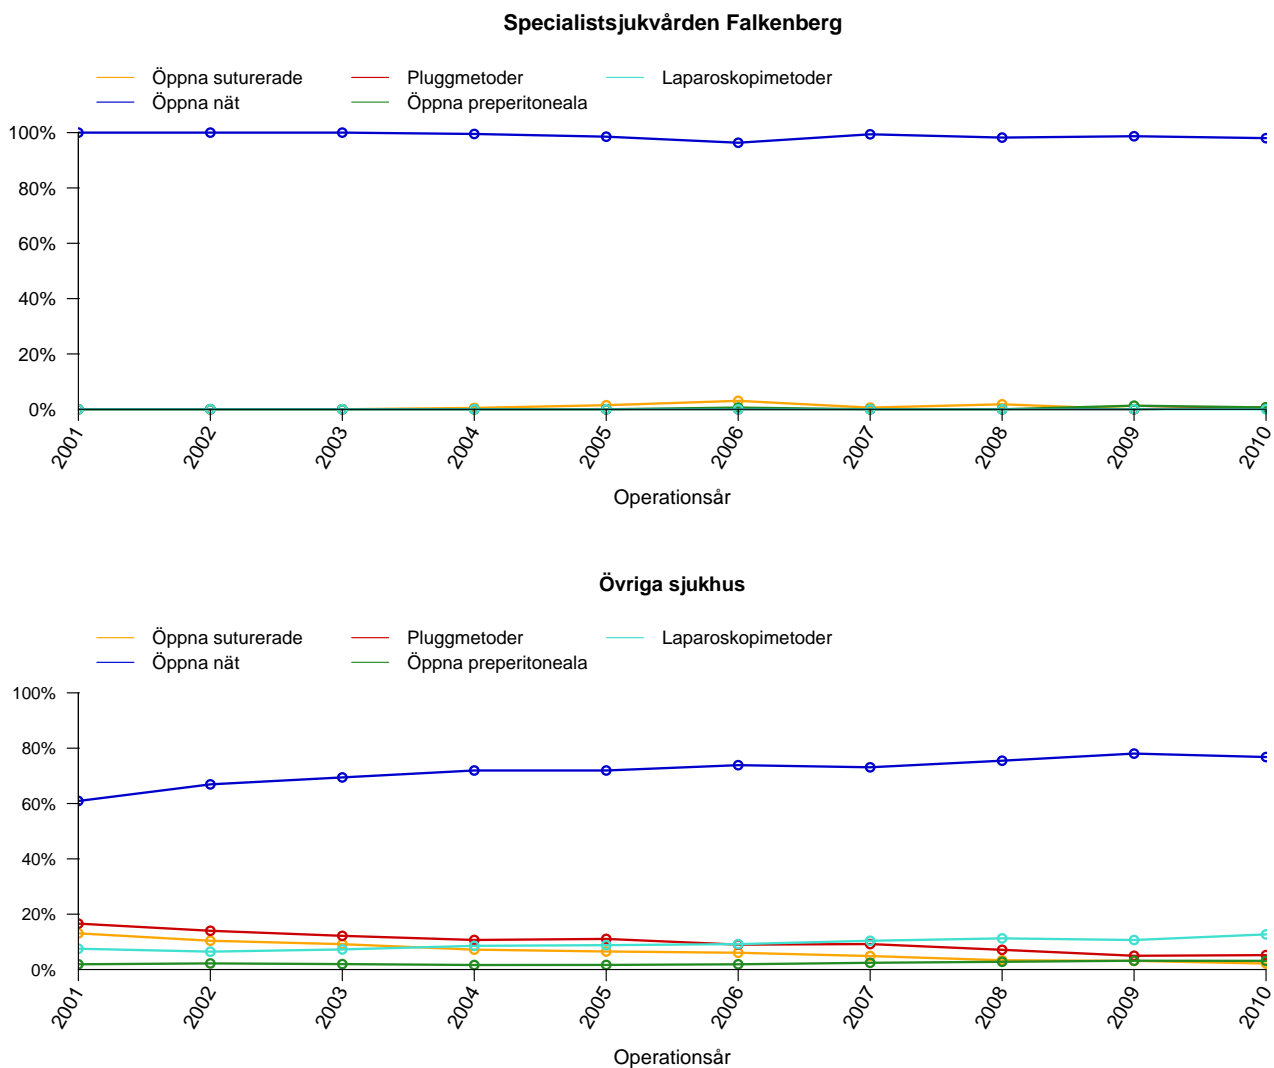 Specialistsjukvården Falkenberg
Öppna suturerade Pluggmetoder Laparoskopimetoder
Öppna nät Öppna preperitoneala
100%
80%
60%
40%
20%
0%
2001 2002 2003 2004 2005 2006 2007 2008 2009 2010
Operationsår
Övriga sjukhus
Öppna suturerade Pluggmetoder Laparoskopimetoder
Öppna nät Öppna preperitoneala
100%
80%
60%
40%
20%
0%
2001 2002 2003 2004 2005 2006 2007 2008 2009 2010
Operationsår